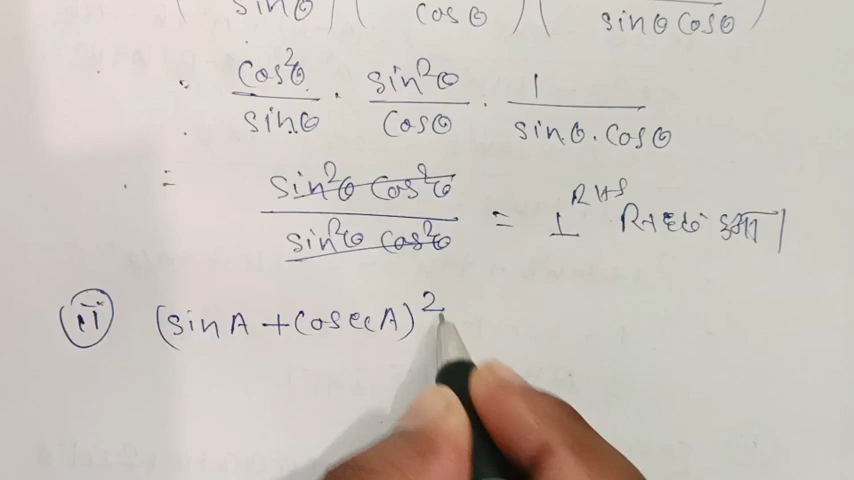 sinθ cosθ sinθ cosθ
cos²θ/sinθ · sin²θ/cosθ · 1/sinθ.cosθ
= sin²θ cos²θ/sin²θ cos²θ = 1 RHS
(ii) (sinA + cosecA)²